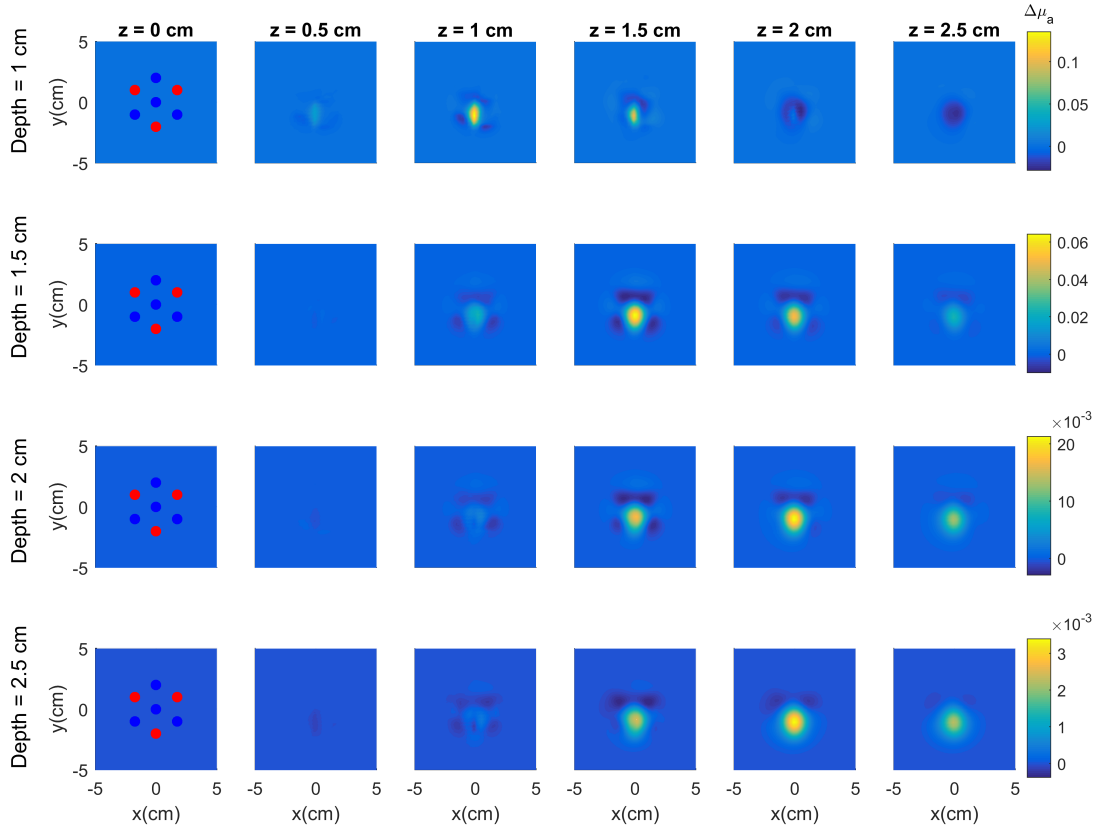 Δμa
z = 0 cm z = 0.5 cm z = 1 cm z = 1.5 cm z = 2 cm z = 2.5 cm
Depth = 1 cm
y(cm)
5
0
-5
0.1
0.05
0
Depth = 1.5 cm
y(cm)
5
0
-5
0.06
0.04
0.02
0
Depth = 2 cm
y(cm)
5
0
-5
×10-3
20
10
0
Depth = 2.5 cm
y(cm)
5
0
-5
×10-3
3
2
1
0
-5 0 5 -5 0 5 -5 0 5 -5 0 5 -5 0 5 -5 0 5
x(cm) x(cm) x(cm) x(cm) x(cm) x(cm)